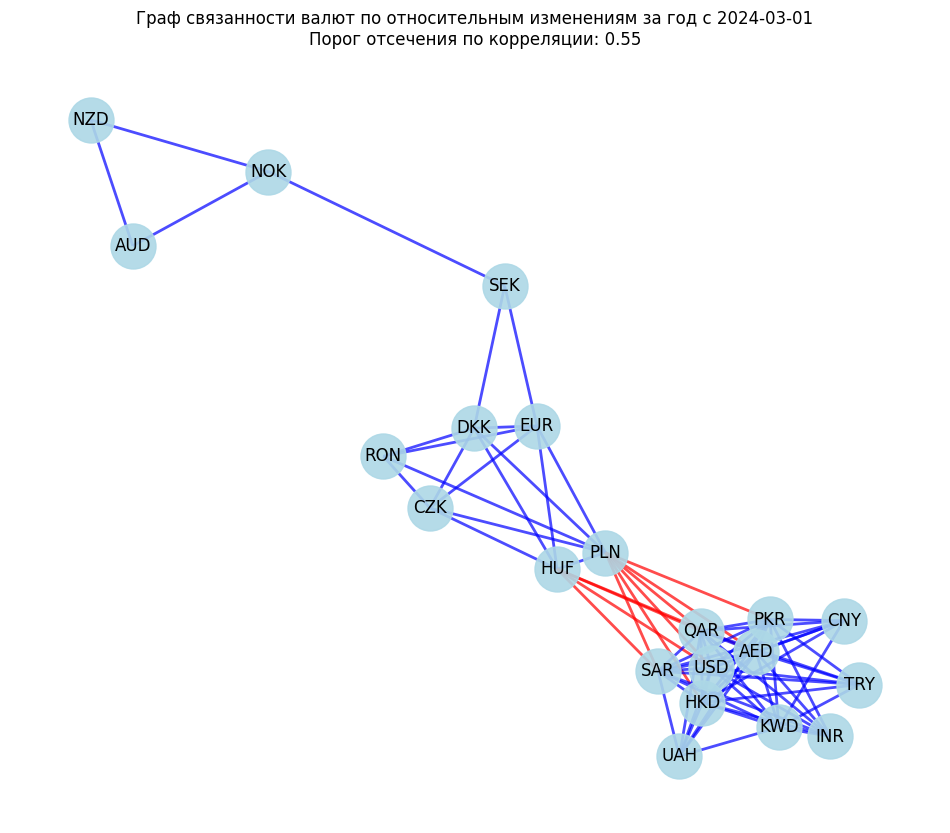 Граф связанности валют по относительным изменениям за год с 2024-03-01
Порог отсечения по корреляции: 0.55
NZD
NOK
AUD
SEK
DKK
EUR
RON
CZK
PLN
HUF
PKR
CNY
QAR
AED
SAR
USD
TRY
HKD
KWD
INR
UAH